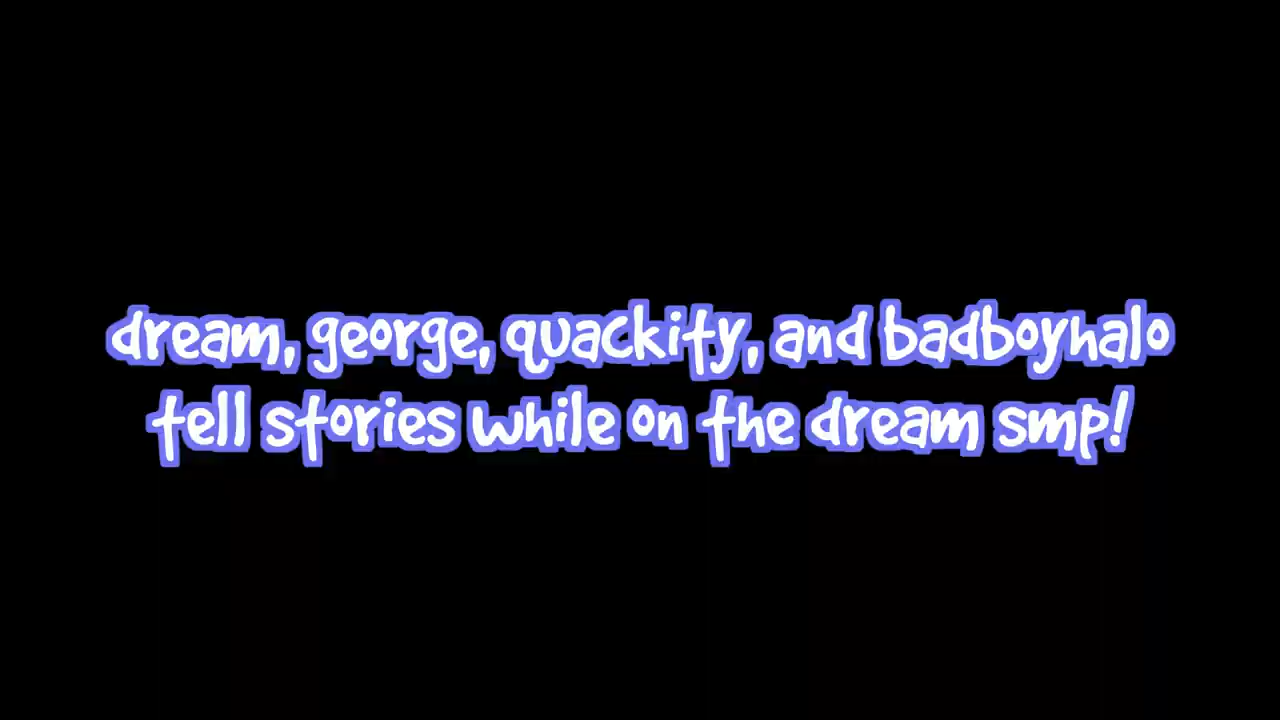 dream, george, quackity, and badboyhalo
tell stories while on the dream smp!